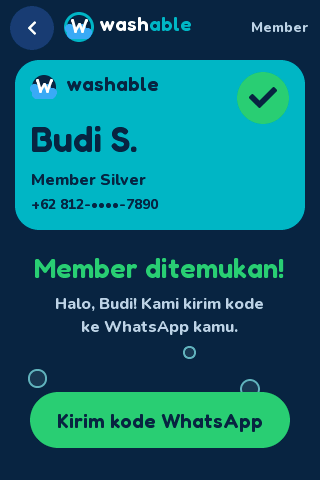 washable
Member
washable
Budi S.
Member Silver
+62 812-••••-7890
Member ditemukan!
Halo, Budi! Kami kirim kode
ke WhatsApp kamu.
Kirim kode WhatsApp